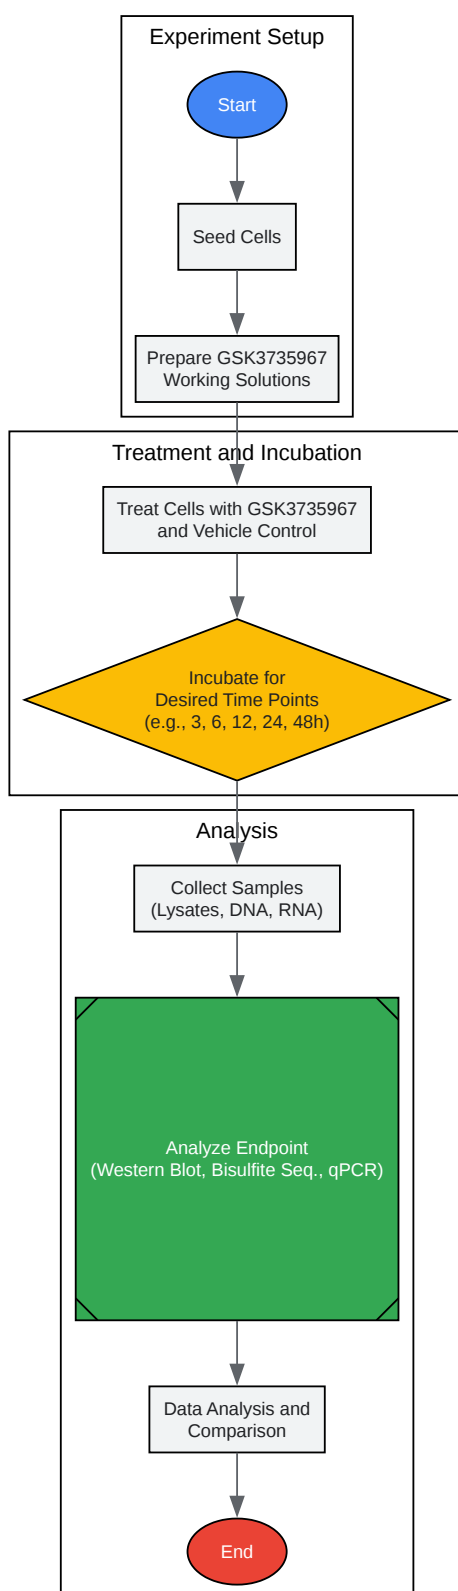 Experiment Setup
Start
Seed Cells
Prepare GSK3735967
Working Solutions
Treatment and Incubation
Treat Cells with GSK3735967
and Vehicle Control
Incubate for
Desired Time Points
(e.g., 3, 6, 12, 24, 48h)
Analysis
Collect Samples
(Lysates, DNA, RNA)
Analyze Endpoint
(Western Blot, Bisulfite Seq., qPCR)
Data Analysis and
Comparison
End